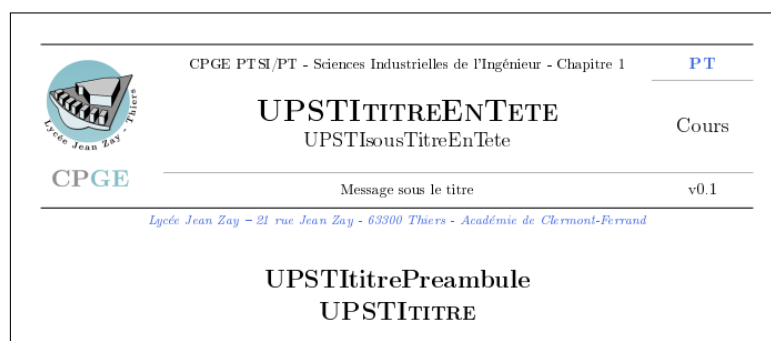 CPGE PTSI/PT - Sciences Industrielles de l'Ingénieur - Chapitre 1
PT
Lycée Jean Zay - Thiers
UPSTITITREENTETE
UPSTIsousTitreEnTete
Cours
CPGE
Message sous le titre
v0.1
Lycée Jean Zay – 21 rue Jean Zay - 63300 Thiers - Académie de Clermont-Ferrand
UPSTItitrePreambule
UPSTITITRE